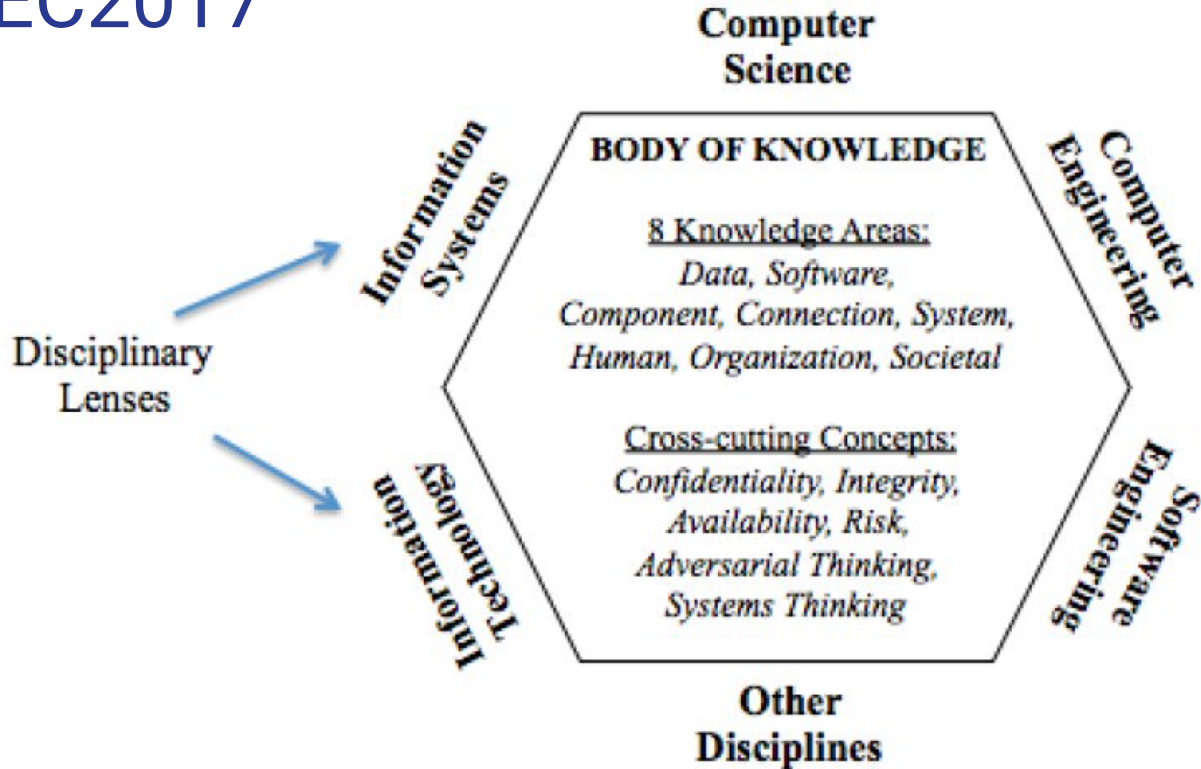 EC2017
Computer
Science
Information
Systems
Computer
Engineering
BODY OF KNOWLEDGE
8 Knowledge Areas:
Data, Software,
Component, Connection, System,
Human, Organization, Societal
Disciplinary
Lenses
Cross-cutting Concepts:
Confidentiality, Integrity,
Availability, Risk,
Adversarial Thinking,
Systems Thinking
Information
Technology
Software
Engineering
Other
Disciplines